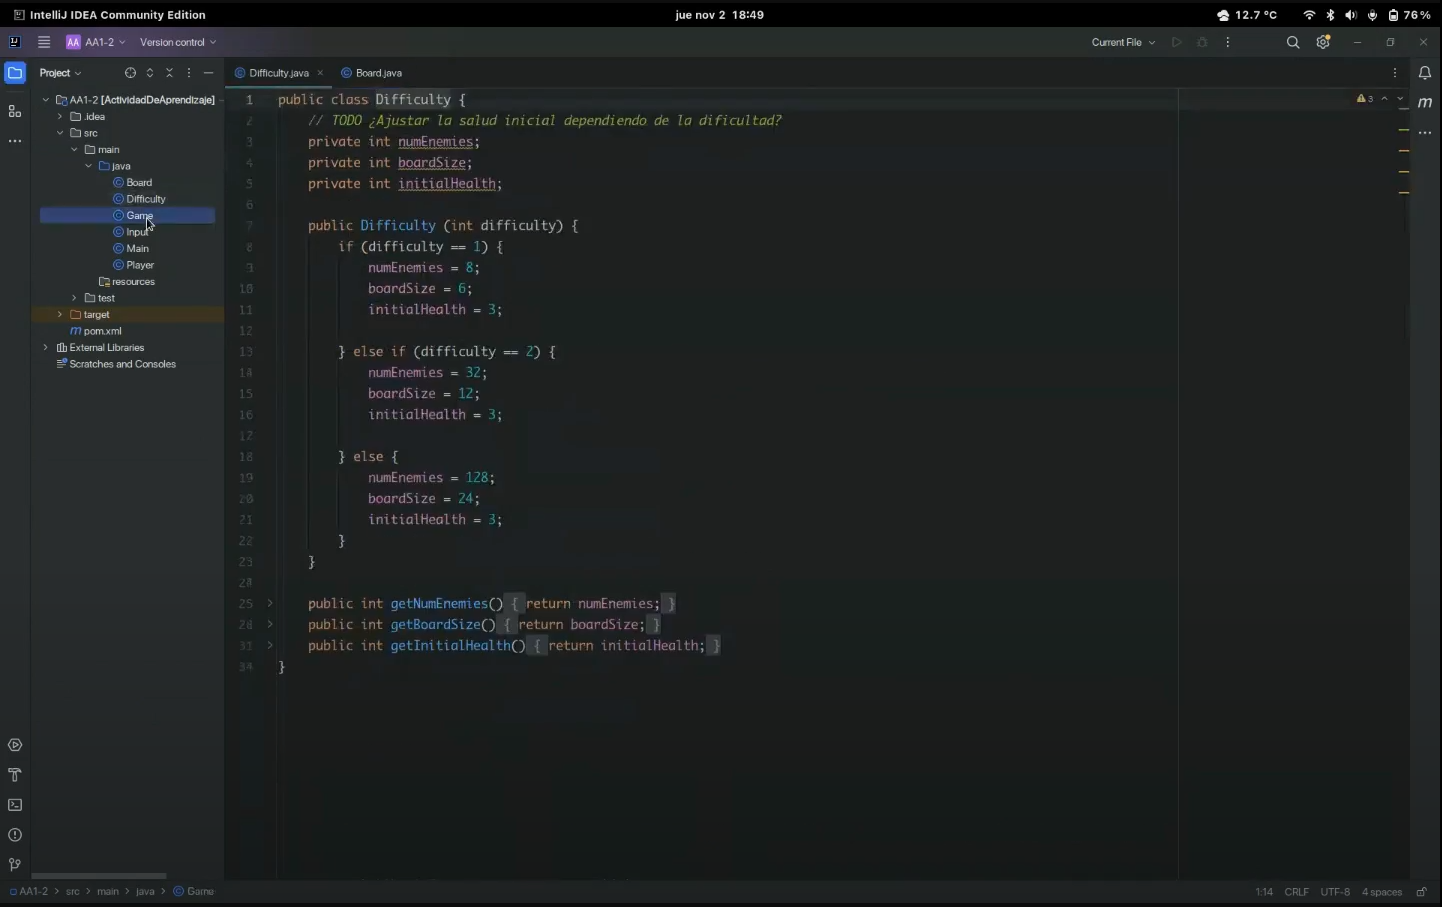 IntelliJ IDEA Community Edition
jue nov 2 18:49
12.7 °C
76%
AA AA1-2
Version control
Current File
Project
Difficulty.java
Board.java
AA1-2 [ActividadDeAprendizaje]
.idea
src
main
java
Board
Difficulty
Game
Input
Main
Player
resources
test
target
pom.xml
External Libraries
Scratches and Consoles
3
1 public class Difficulty {
2 // TODO ¿Ajustar la salud inicial dependiendo de la dificultad?
3 private int numEnemies;
4 private int boardSize;
5 private int initialHealth;
6
7 public Difficulty (int difficulty) {
8 if (difficulty == 1) {
9 numEnemies = 8;
10 boardSize = 6;
11 initialHealth = 3;
12
13 } else if (difficulty == 2) {
14 numEnemies = 32;
15 boardSize = 12;
16 initialHealth = 3;
17
18 } else {
19 numEnemies = 128;
20 boardSize = 24;
21 initialHealth = 3;
22 }
23 }
24
25 public int getNumEnemies() { return numEnemies; }
28 public int getBoardSize() { return boardSize; }
31 public int getInitialHealth() { return initialHealth; }
34 }
AA1-2 > src > main > java > Game
1:14 CRLF UTF-8 4 spaces